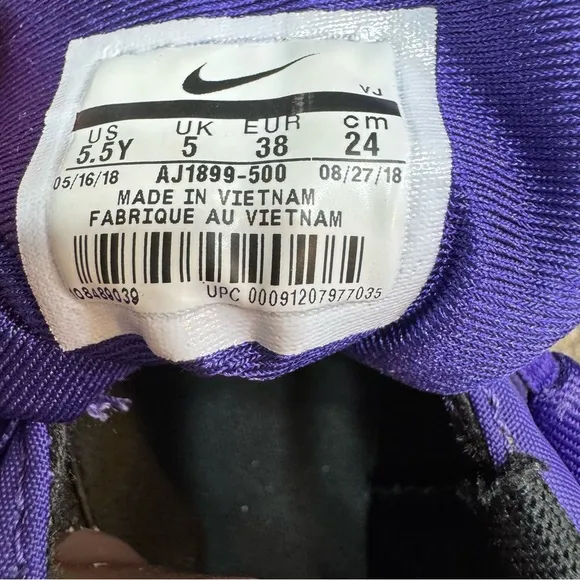 VJ
US UK EUR cm
5.5Y 5 38 24
05/16/18 AJ1899-500 08/27/18
MADE IN VIETNAM
FABRIQUE AU VIETNAM
108489039 UPC 00091207977035